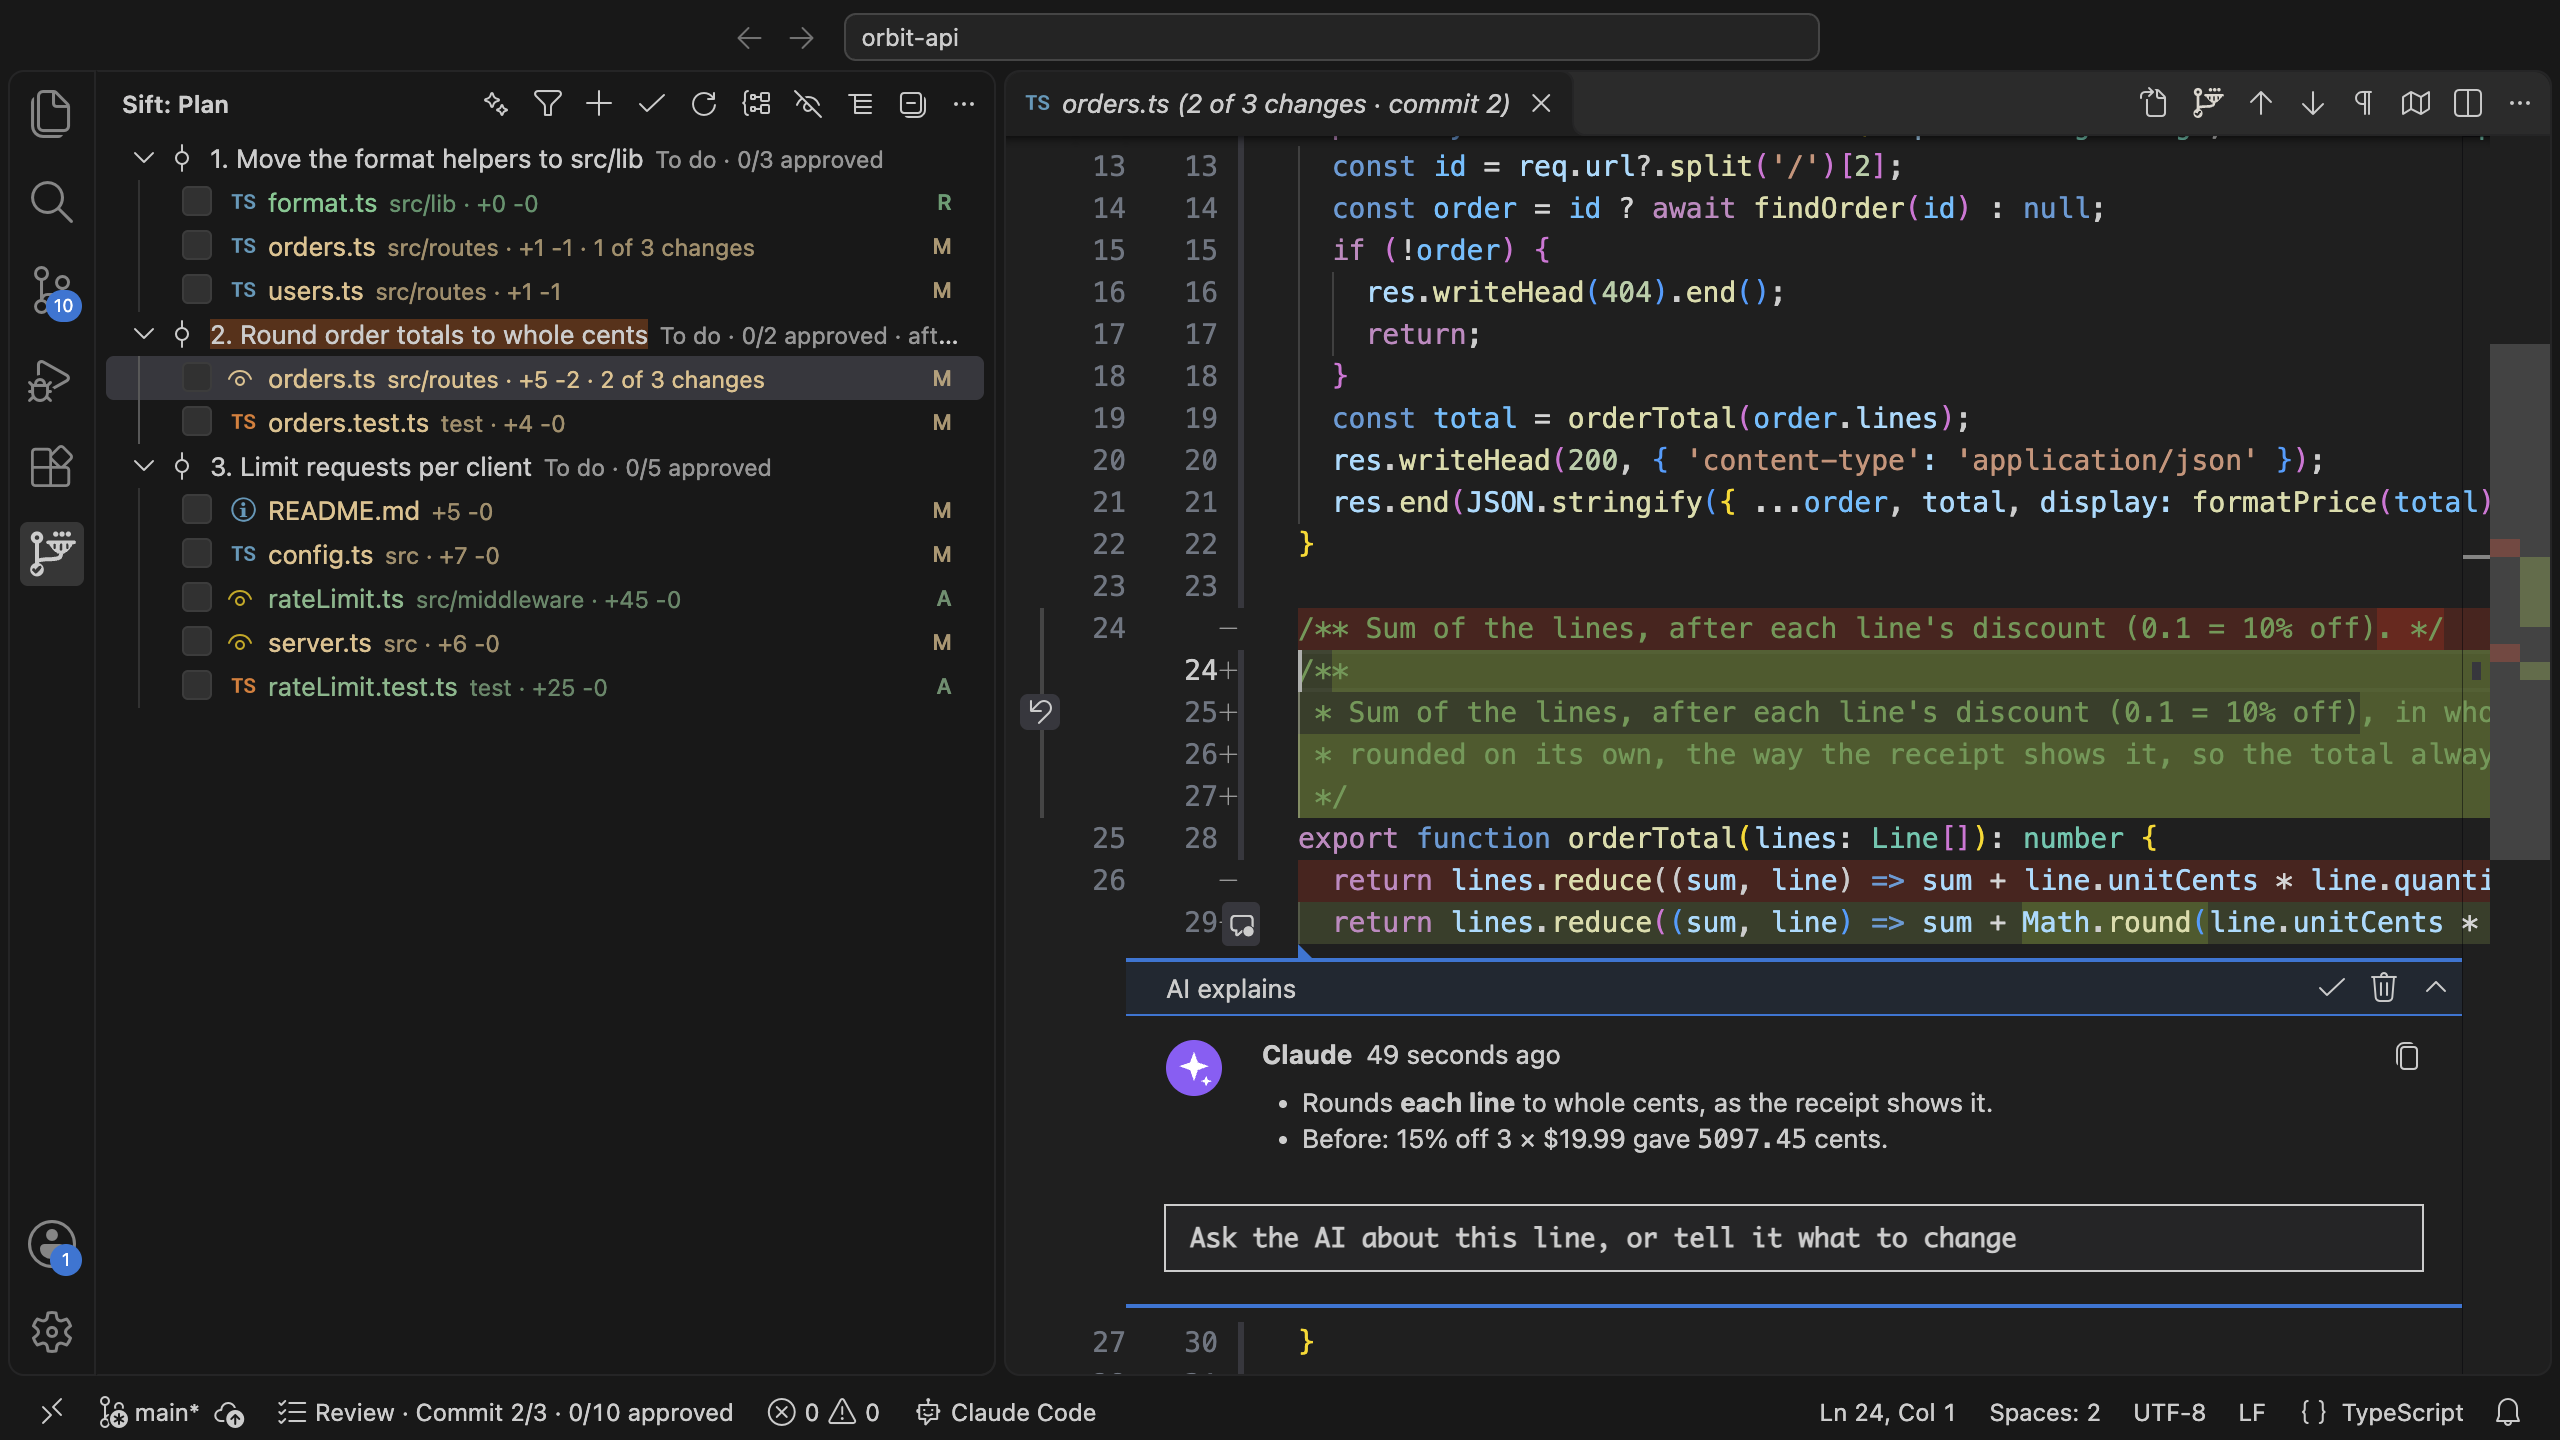 orbit-api
Sift: Plan
1. Move the format helpers to src/lib To do · 0/3 approved
TS format.ts src/lib · +0 -0 R
TS orders.ts src/routes · +1 -1 · 1 of 3 changes M
TS users.ts src/routes · +1 -1 M
2. Round order totals to whole cents To do · 0/2 approved · aft...
orders.ts src/routes · +5 -2 · 2 of 3 changes M
TS orders.test.ts test · +4 -0 M
3. Limit requests per client To do · 0/5 approved
README.md +5 -0 M
TS config.ts src · +7 -0 M
rateLimit.ts src/middleware · +45 -0 A
server.ts src · +6 -0 M
TS rateLimit.test.ts test · +25 -0 A
10
1
TS orders.ts (2 of 3 changes · commit 2)
13 13 const id = req.url?.split('/')[2];
14 14 const order = id ? await findOrder(id) : null;
15 15 if (!order) {
16 16 res.writeHead(404).end();
17 17 return;
18 18 }
19 19 const total = orderTotal(order.lines);
20 20 res.writeHead(200, { 'content-type': 'application/json' });
21 21 res.end(JSON.stringify({ ...order, total, display: formatPrice(total)
22 22 }
23 23
24 − /** Sum of the lines, after each line's discount (0.1 = 10% off). */
24+ /**
25+ * Sum of the lines, after each line's discount (0.1 = 10% off), in who
26+ * rounded on its own, the way the receipt shows it, so the total alway
27+ */
25 28 export function orderTotal(lines: Line[]): number {
26 − return lines.reduce((sum, line) => sum + line.unitCents * line.quanti
29 return lines.reduce((sum, line) => sum + Math.round(line.unitCents *
AI explains
Claude 49 seconds ago
• Rounds each line to whole cents, as the receipt shows it.
• Before: 15% off 3 × $19.99 gave 5097.45 cents.
Ask the AI about this line, or tell it what to change
27 30 }
main* Review · Commit 2/3 · 0/10 approved 0 0 Claude Code Ln 24, Col 1 Spaces: 2 UTF-8 LF {} TypeScript